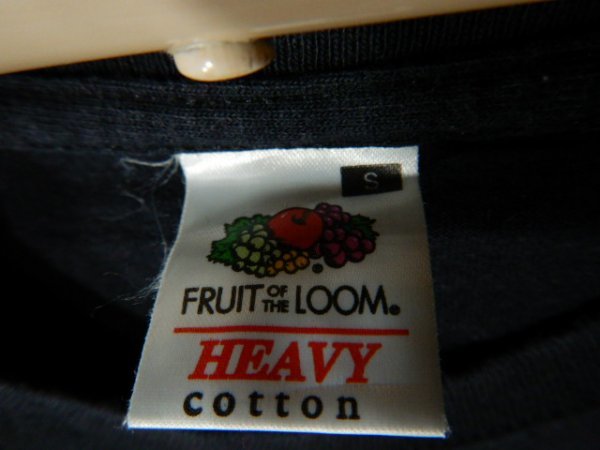 S
FRUIT OF THE LOOM®
HEAVY
cotton